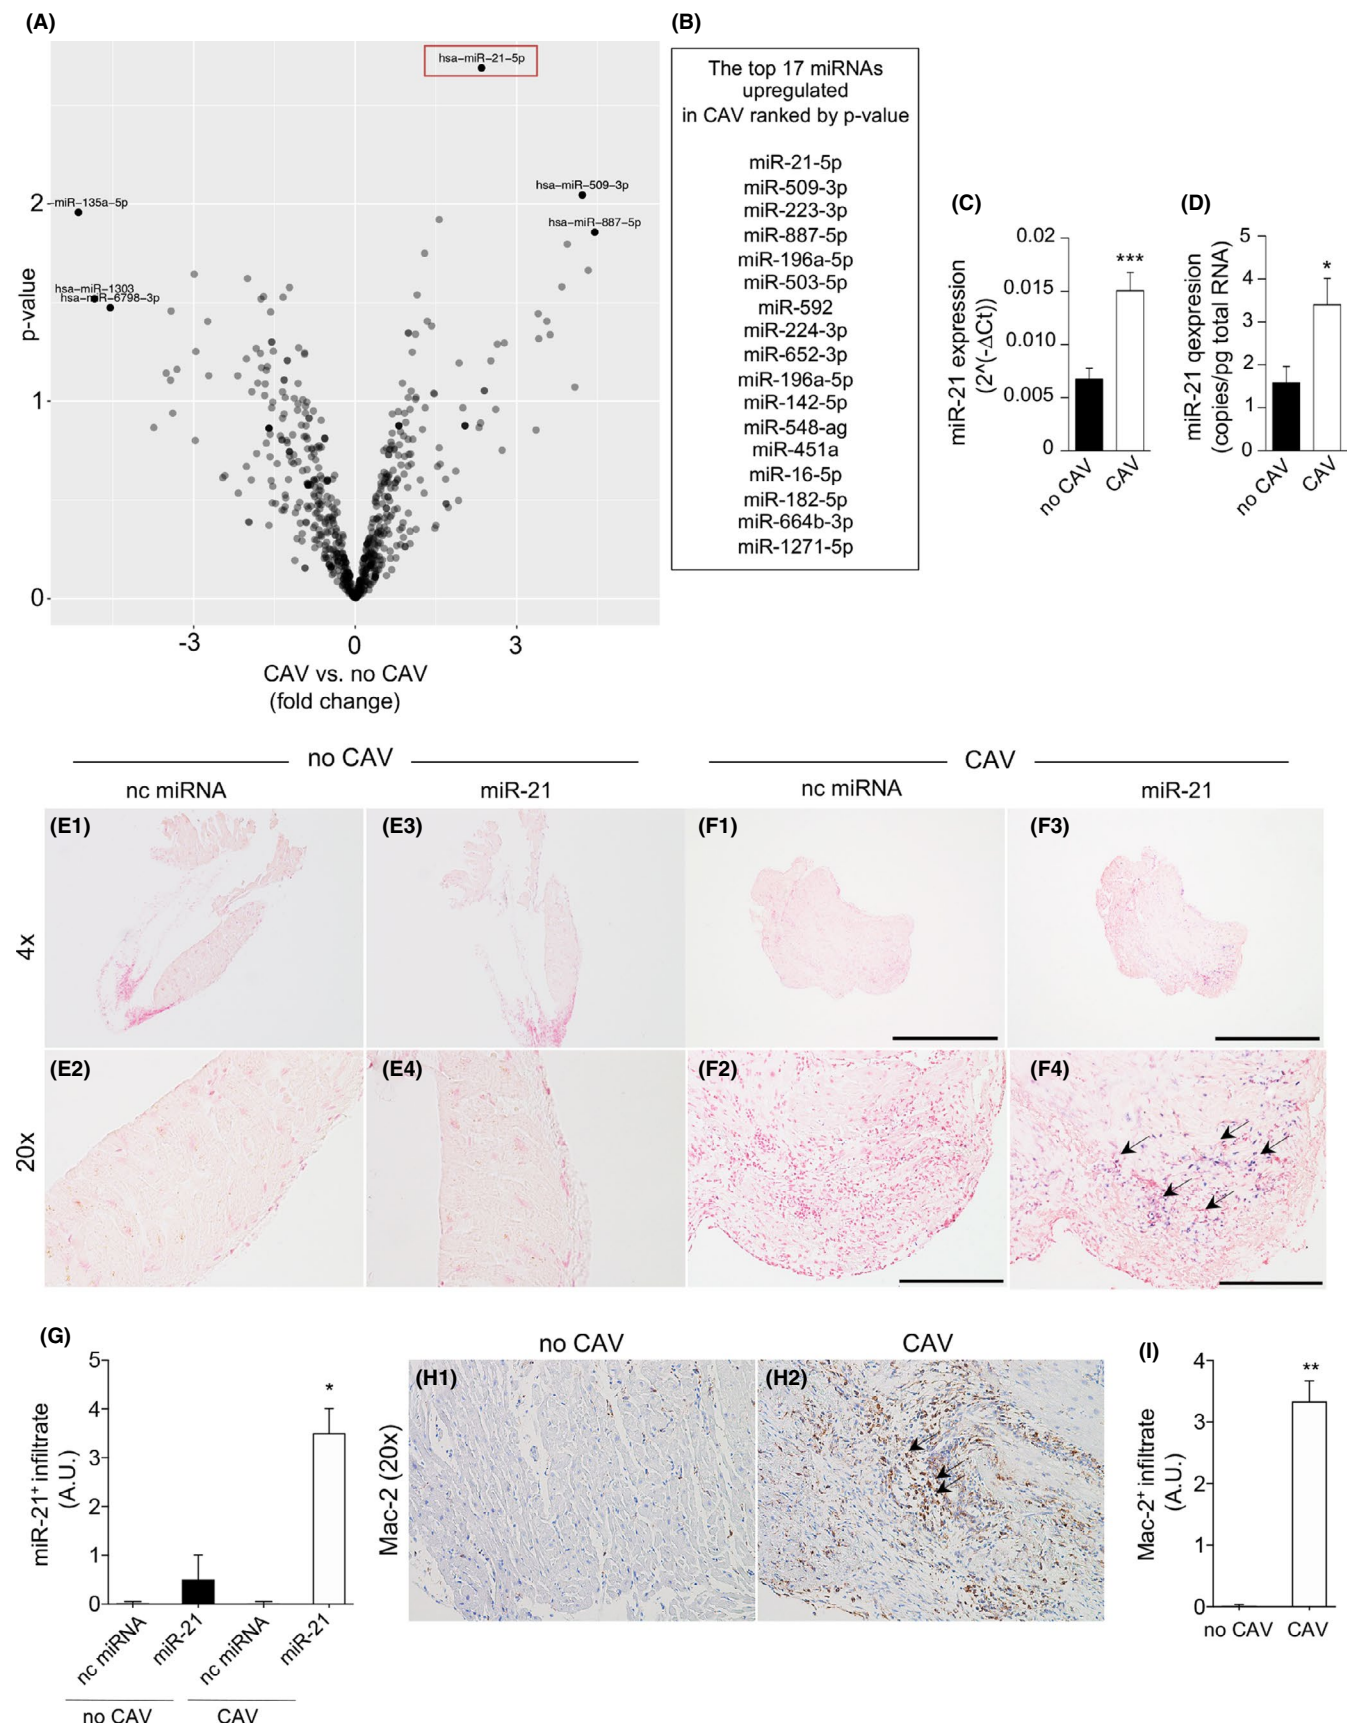 (A)
hsa-miR-21-5p
hsa-miR-509-3p
-miR-135a-5p
hsa-miR-887-5p
hsa-miR-1303
hsa-miR-6798-3p
p-value
2
1
0
-3
0
3
CAV vs. no CAV
(fold change)
(B)
The top 17 miRNAs
upregulated
in CAV ranked by p-value
miR-21-5p
miR-509-3p
miR-223-3p
miR-887-5p
miR-196a-5p
miR-503-5p
miR-592
miR-224-3p
miR-652-3p
miR-196a-5p
miR-142-5p
miR-548-ag
miR-451a
miR-16-5p
miR-182-5p
miR-664b-3p
miR-1271-5p
(C)
miR-21 expression
(2^(-ΔCt))
0.02
0.015
0.010
0.005
0
***
no CAV
CAV
(D)
miR-21 qexpression
(copies/pg total RNA)
5
4
3
2
1
0
*
no CAV
CAV
no CAV
CAV
nc miRNA
miR-21
nc miRNA
miR-21
4x
(E1)
(E3)
(F1)
(F3)
20x
(E2)
(E4)
(F2)
(F4)
(G)
miR-21+ infiltrate
(A.U.)
5
4
3
2
1
0
*
nc miRNA
miR-21
nc miRNA
miR-21
no CAV
CAV
no CAV
CAV
Mac-2 (20x)
(H1)
(H2)
(I)
Mac-2+ infiltrate
(A.U.)
4
3
2
1
0
**
no CAV
CAV